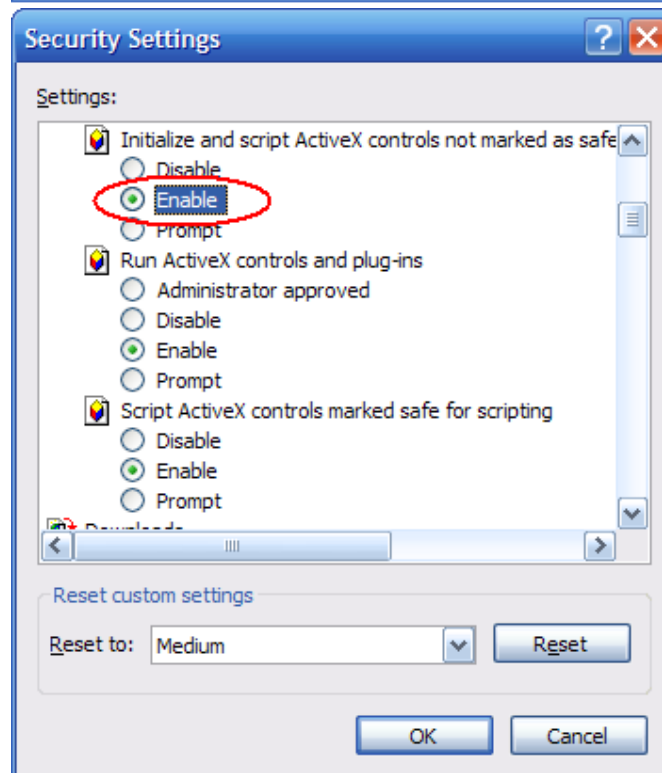 Security Settings
Settings:
Initialize and script ActiveX controls not marked as safe
Disable
Enable
Prompt
Run ActiveX controls and plug-ins
Administrator approved
Disable
Enable
Prompt
Script ActiveX controls marked safe for scripting
Disable
Enable
Prompt
Downloads
Reset custom settings
Reset to: Medium Reset
OK Cancel